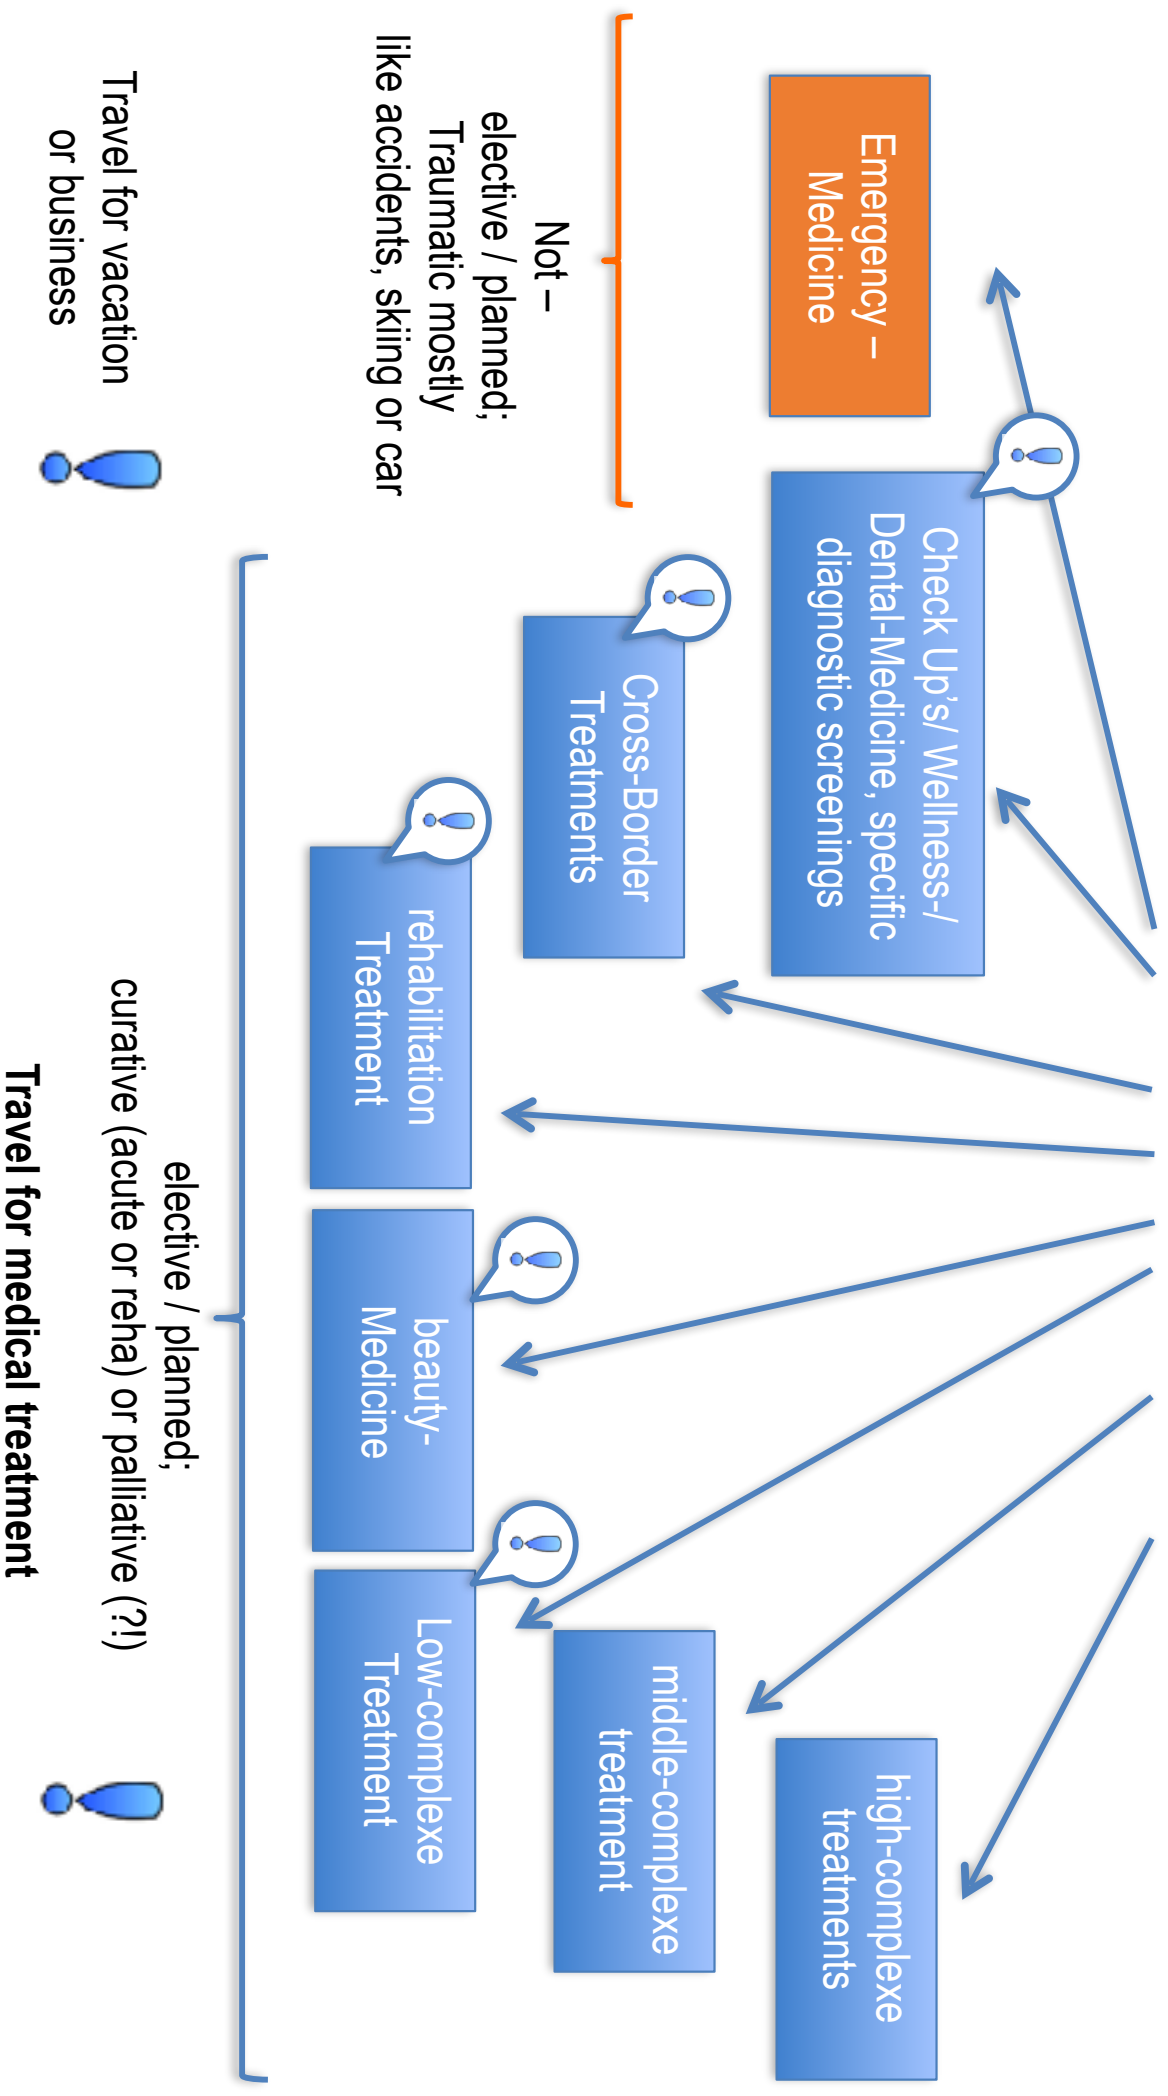 Emergency –
Medicine
Check Up's/ Wellness-/
Dental-Medicine, specific
diagnostic screenings
high-complexe
treatments
Cross-Border
Treatments
middle-complexe
treatment
rehabilitation
Treatment
beauty-
Medicine
Low-complexe
Treatment
Not –
elective / planned;
Traumatic mostly
like accidents, skiing or car
Travel for vacation
or business
elective / planned;
curative (acute or reha) or palliative (?!)
Travel for medical treatment